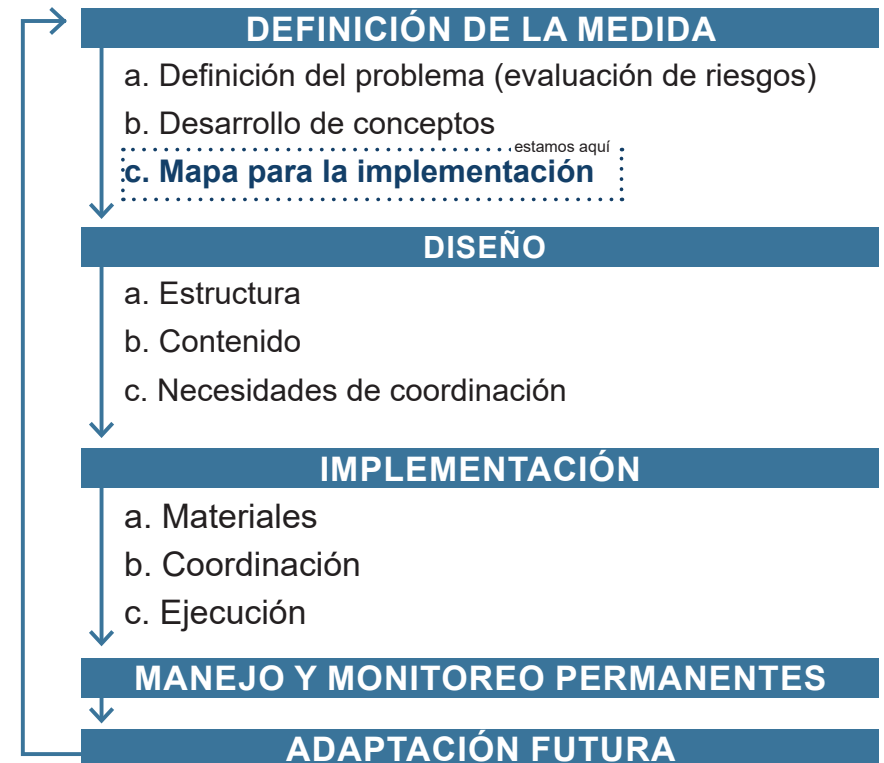 DEFINICIÓN DE LA MEDIDA
a. Definición del problema (evaluación de riesgos)
b. Desarrollo de conceptos
estamos aquí
c. Mapa para la implementación
DISEÑO
a. Estructura
b. Contenido
c. Necesidades de coordinación
IMPLEMENTACIÓN
a. Materiales
b. Coordinación
c. Ejecución
MANEJO Y MONITOREO PERMANENTES
ADAPTACIÓN FUTURA